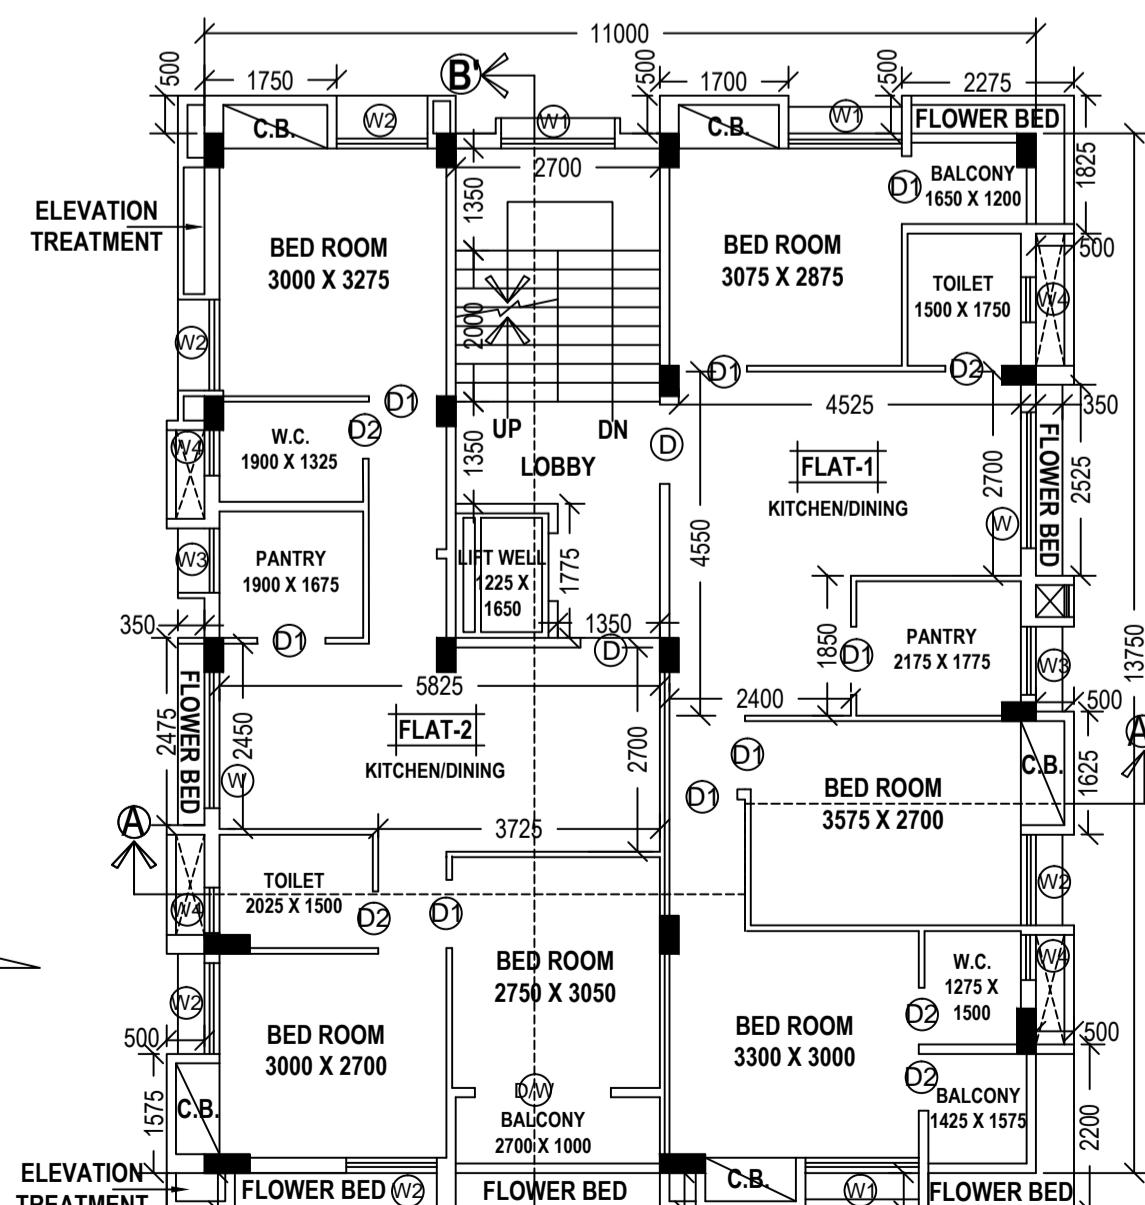 11000
500
1750
B'
500
1700
500
2275
C.B.
W2
W1
C.B.
W1
FLOWER BED
2700
1350
D1
BALCONY
1650 X 1200
1825
ELEVATION
TREATMENT
BED ROOM
3000 X 3275
BED ROOM
3075 X 2875
500
TOILET
1500 X 1750
W4
W2
2000
D1
D2
D1
4525
350
D2
W4
W.C.
1900 X 1325
1350
UP
DN
LOBBY
D
FLAT-1
KITCHEN/DINING
2700
FLOWER BED
2525
W
W3
PANTRY
1900 X 1675
LIFT WELL
1225 X
1650
1775
4550
350
D1
1350
D
1850
D1
PANTRY
2175 X 1775
W3
13750
5825
2400
500
2475
FLOWER BED
2450
FLAT-2
KITCHEN/DINING
2700
D1
A
C.B.
1625
W
D1
BED ROOM
3575 X 2700
A
3725
TOILET
2025 X 1500
W2
W4
D2
D1
BED ROOM
2750 X 3050
W.C.
1275 X
1500
W4
W2
500
BED ROOM
3000 X 2700
BED ROOM
3300 X 3000
D2
500
D2
1575
C.B.
D/W
BALCONY
2700 X 1000
BALCONY
1425 X 1575
2200
ELEVATION
TREATMENT
FLOWER BED
W2
FLOWER BED
C.B.
W1
FLOWER BED